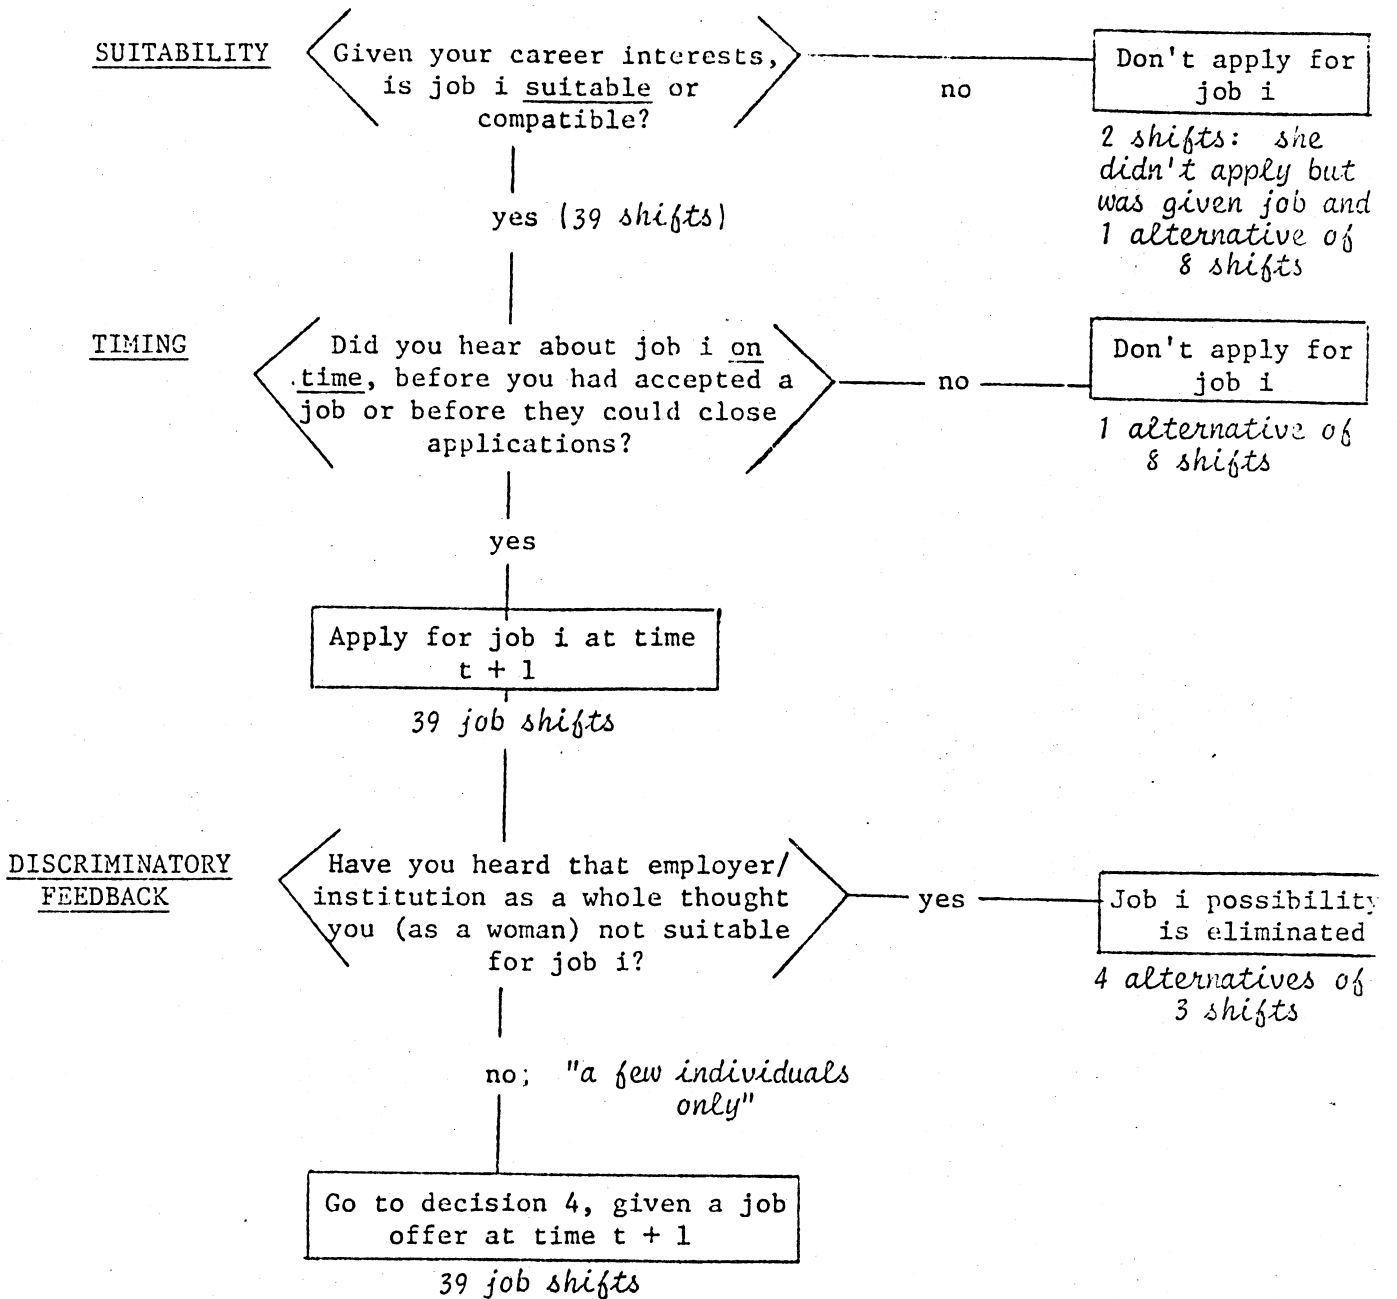 SUITABILITY
Given your career interests,
is job i suitable or
compatible?
no
Don't apply for
job i
2 shifts: she
didn't apply but
was given job and
1 alternative of
8 shifts
yes (39 shifts)
TIMING
Did you hear about job i on
time, before you had accepted a
job or before they could close
applications?
no
Don't apply for
job i
1 alternative of
8 shifts
yes
Apply for job i at time
t + 1
39 job shifts
DISCRIMINATORY
FEEDBACK
Have you heard that employer/
institution as a whole thought
you (as a woman) not suitable
for job i?
yes
Job i possibility
is eliminated
4 alternatives of
3 shifts
no; "a few individuals
only"
Go to decision 4, given a job
offer at time t + 1
39 job shifts